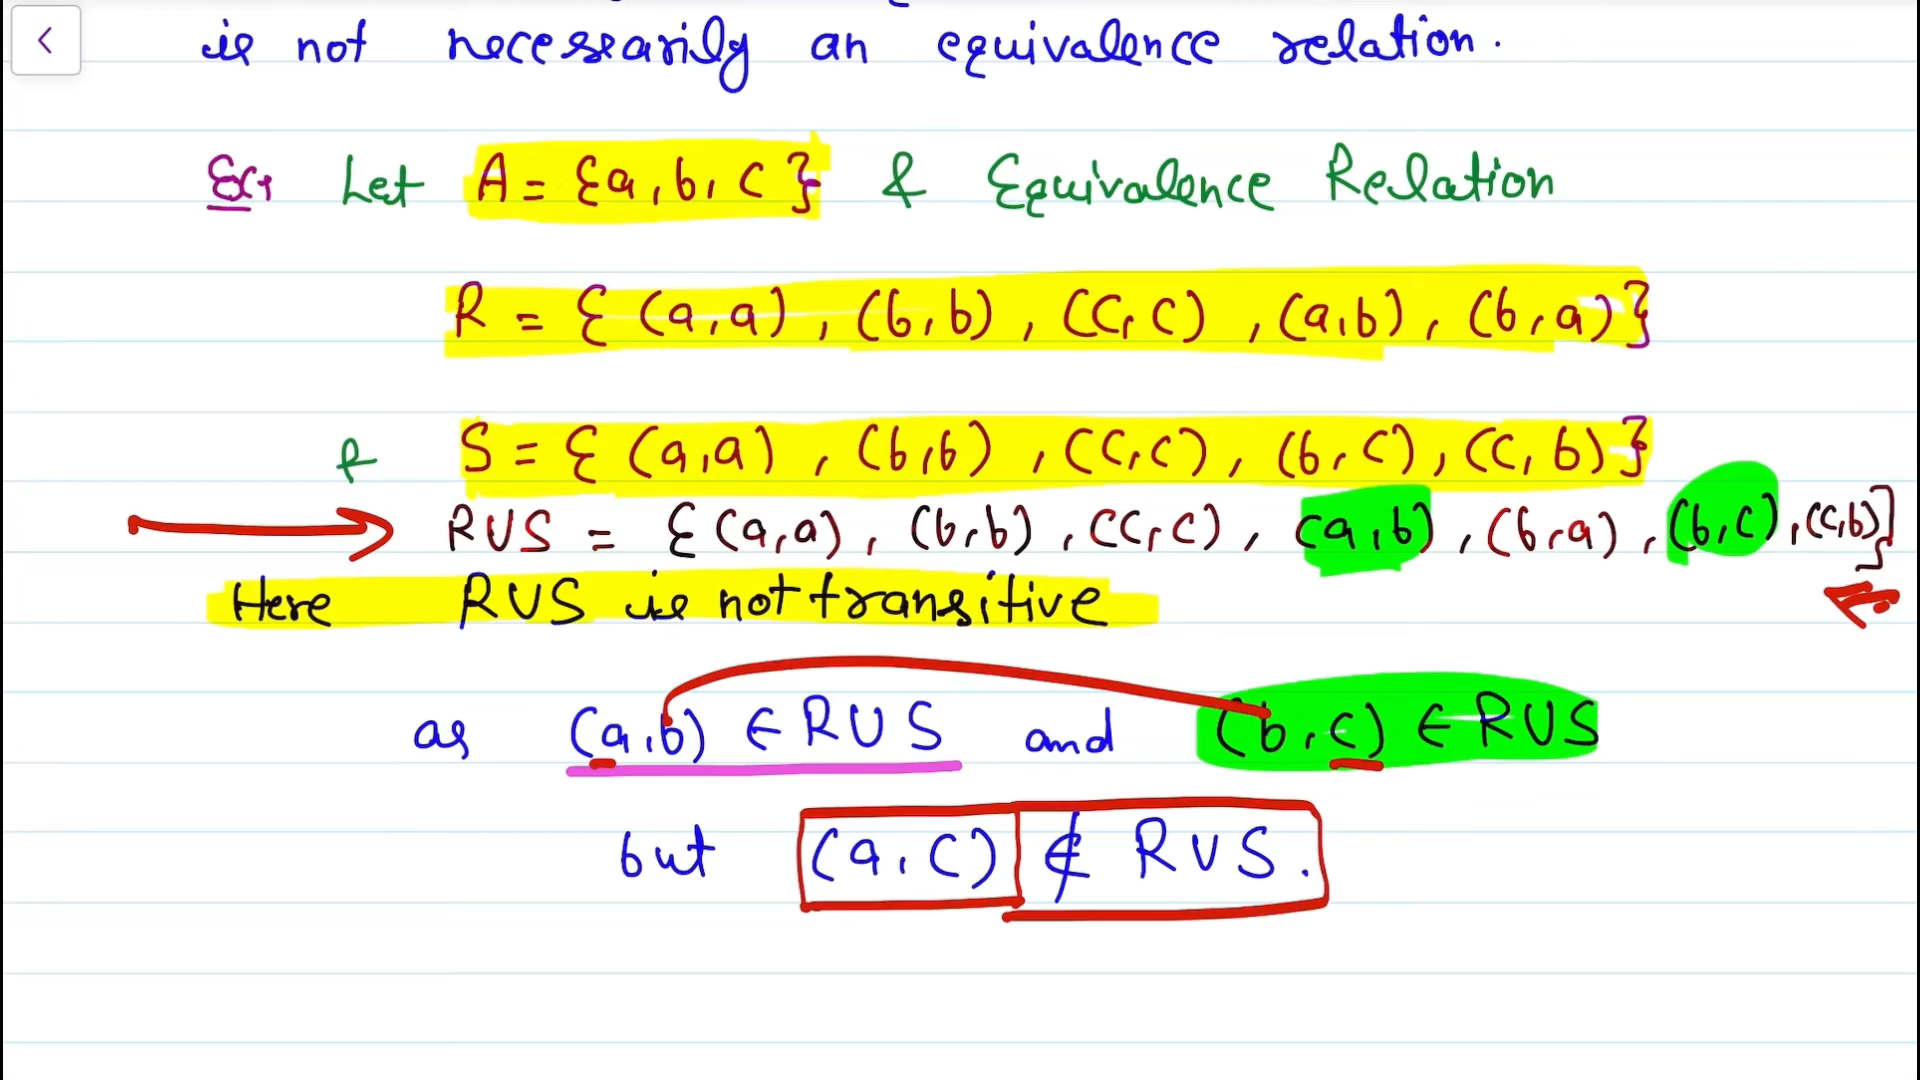 is not necessarily an equivalence relation.
Ex: Let A = {a, b, c} & Equivalence Relation
R = { (a, a), (b, b), (c, c), (a, b), (b, a)}
& S = { (a, a), (b, b), (c, c), (b, c), (c, b)}
R∪S = {(a, a), (b, b), (c, c), (a, b), (b, a), (b, c), (c, b)}
Here R∪S is not transitive
as (a, b) ∈ R∪S and (b, c) ∈ R∪S
but (a, c) ∉ R∪S.